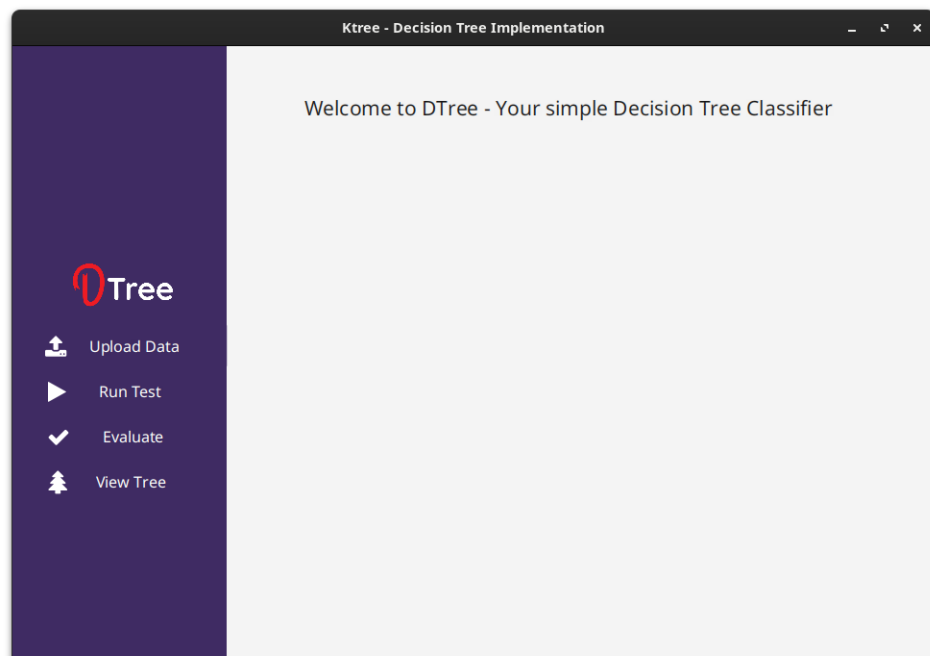 Ktree - Decision Tree Implementation
Welcome to DTree - Your simple Decision Tree Classifier
DTree
Upload Data
Run Test
Evaluate
View Tree